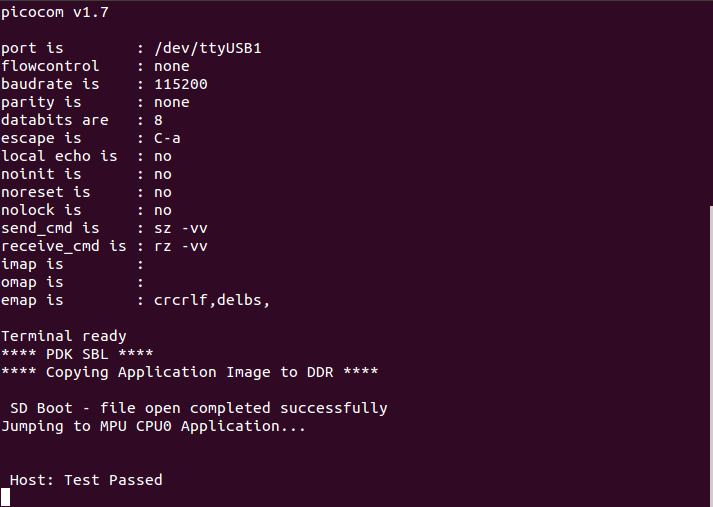 picocom v1.7
port is        : /dev/ttyUSB1
flowcontrol    : none
baudrate is    : 115200
parity is      : none
databits are   : 8
escape is      : C-a
local echo is  : no
noinit is      : no
noreset is     : no
nolock is      : no
send_cmd is    : sz -vv
receive_cmd is : rz -vv
imap is        :
omap is        :
emap is        : crcrlf,delbs,
Terminal ready
**** PDK SBL ****
**** Copying Application Image to DDR ****
SD Boot - file open completed successfully
Jumping to MPU CPU0 Application...
Host: Test Passed